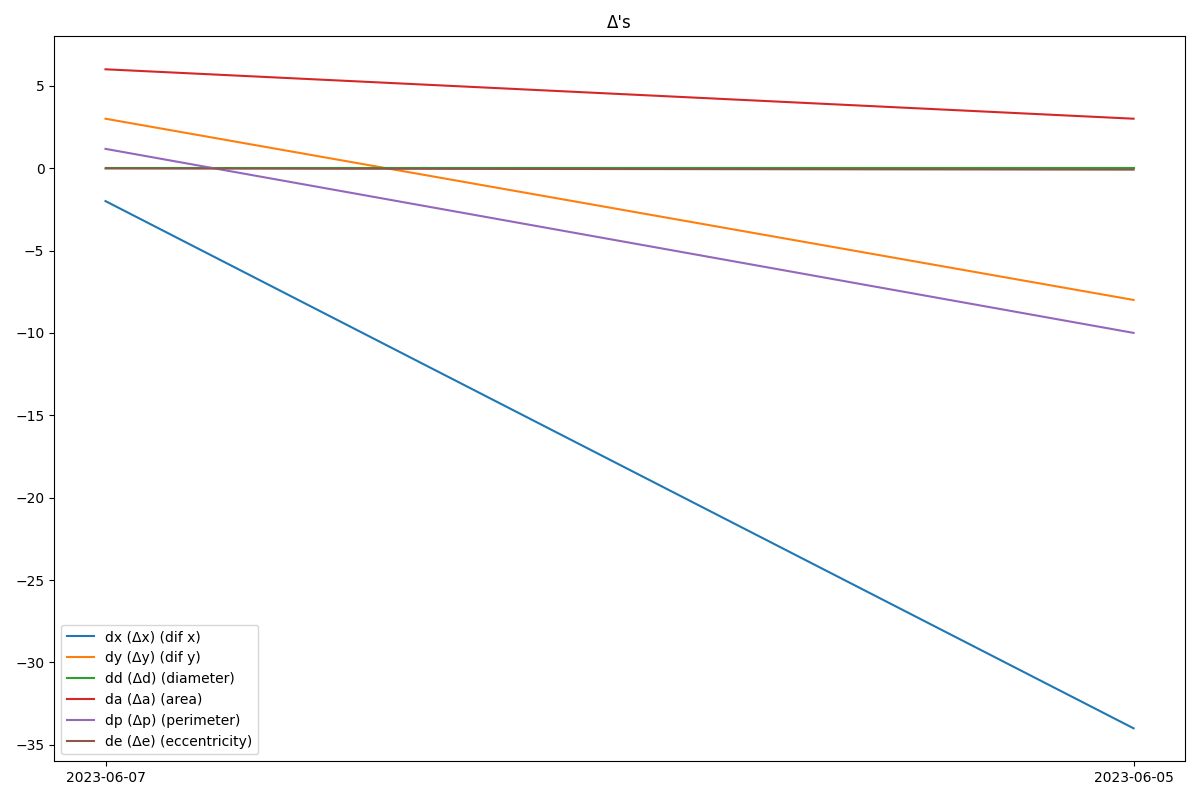 Δ's
5
0
−5
−10
−15
−20
−25
−30
−35
dx (Δx) (dif x)
dy (Δy) (dif y)
dd (Δd) (diameter)
da (Δa) (area)
dp (Δp) (perimeter)
de (Δe) (eccentricity)
2023-06-07 2023-06-05